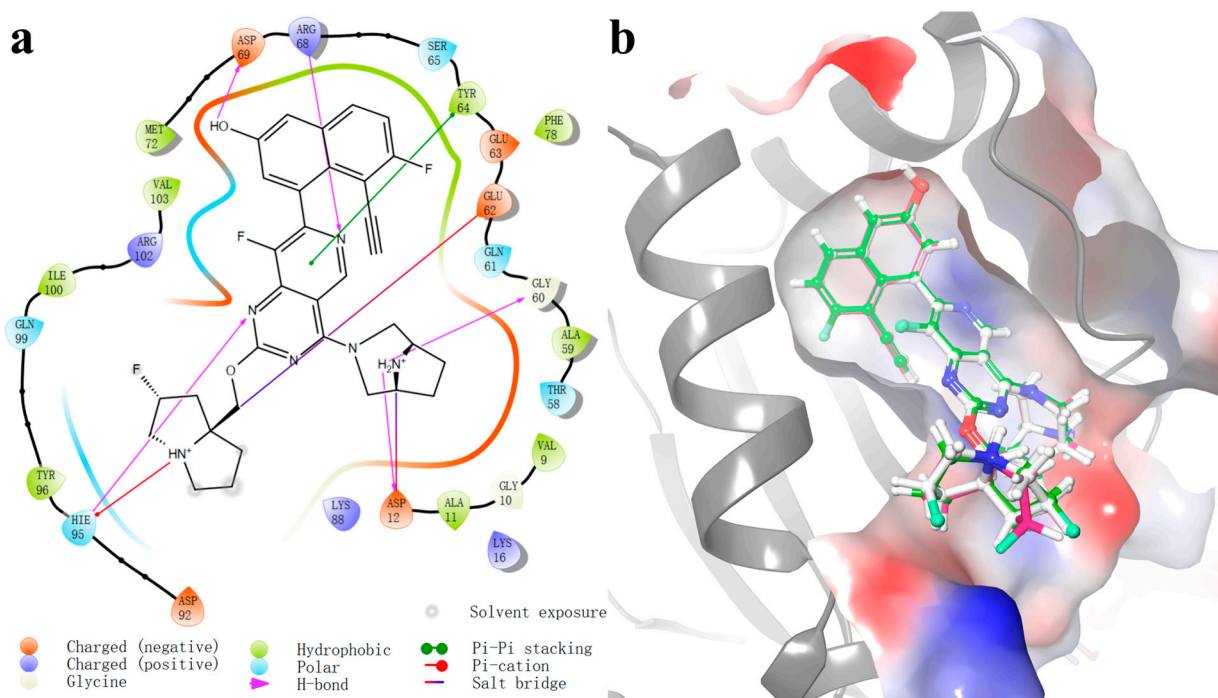 a
b
ASP
69
ARG
68
SER
65
TYR
64
PHE
78
GLU
63
GLU
62
GLN
61
GLY
60
ALA
59
THR
58
VAL
9
GLY
10
ALA
11
LYS
16
ASP
12
LYS
88
MET
72
VAL
103
ARG
102
ILE
100
GLN
99
TYR
96
HIE
95
ASP
92
HO
F
F
N
N
N
N
O
H₂N⁺
F
HN⁺
Solvent exposure
Charged (negative) Hydrophobic Pi-Pi stacking
Charged (positive) Polar Pi-cation
Glycine H-bond Salt bridge